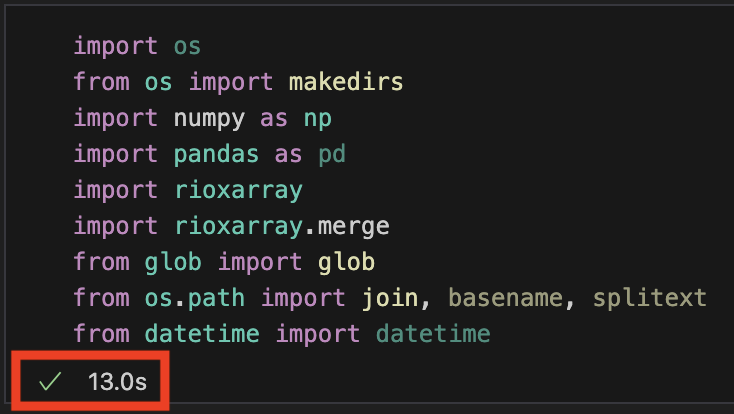 import os
from os import makedirs
import numpy as np
import pandas as pd
import rioxarray
import rioxarray.merge
from glob import glob
from os.path import join, basename, splitext
from datetime import datetime
✓ 13.0s